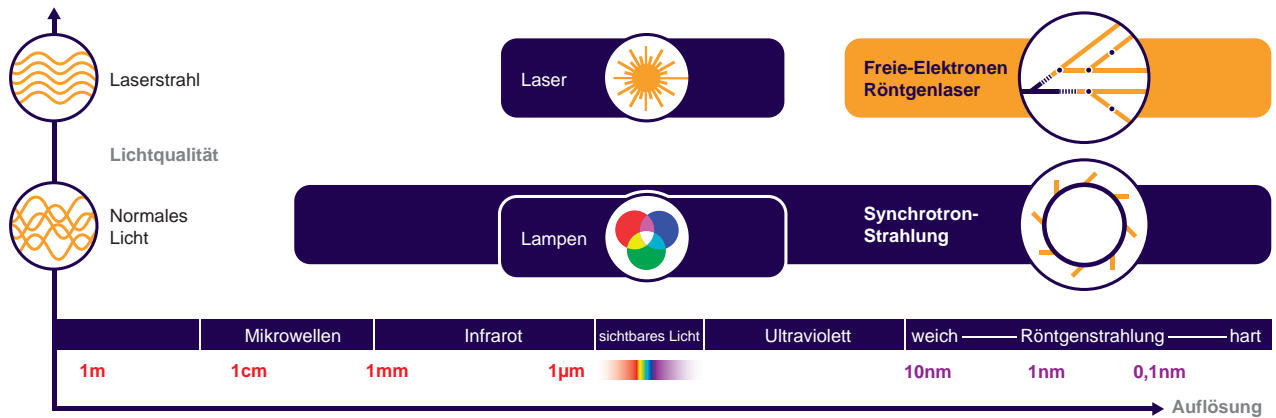 Laserstrahl
Laser
Freie-Elektronen
Röntgenlaser
Lichtqualität
Normales
Licht
Lampen
Synchrotron-
Strahlung
Mikrowellen
Infrarot
sichtbares Licht
Ultraviolett
weich
Röntgenstrahlung
hart
1m
1cm
1mm
1µm
10nm
1nm
0,1nm
Auflösung